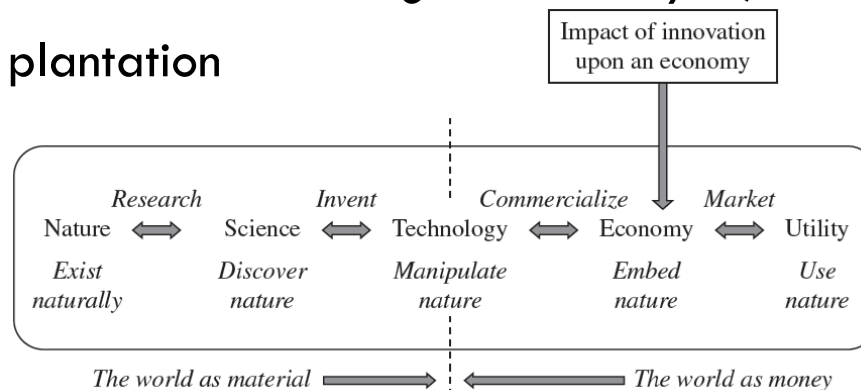 plantation
Impact of innovation
upon an economy
Research Invent Commercialize Market
Nature Science Technology Economy Utility
Exist Discover Manipulate Embed Use
naturally nature nature nature nature
The world as material The world as money